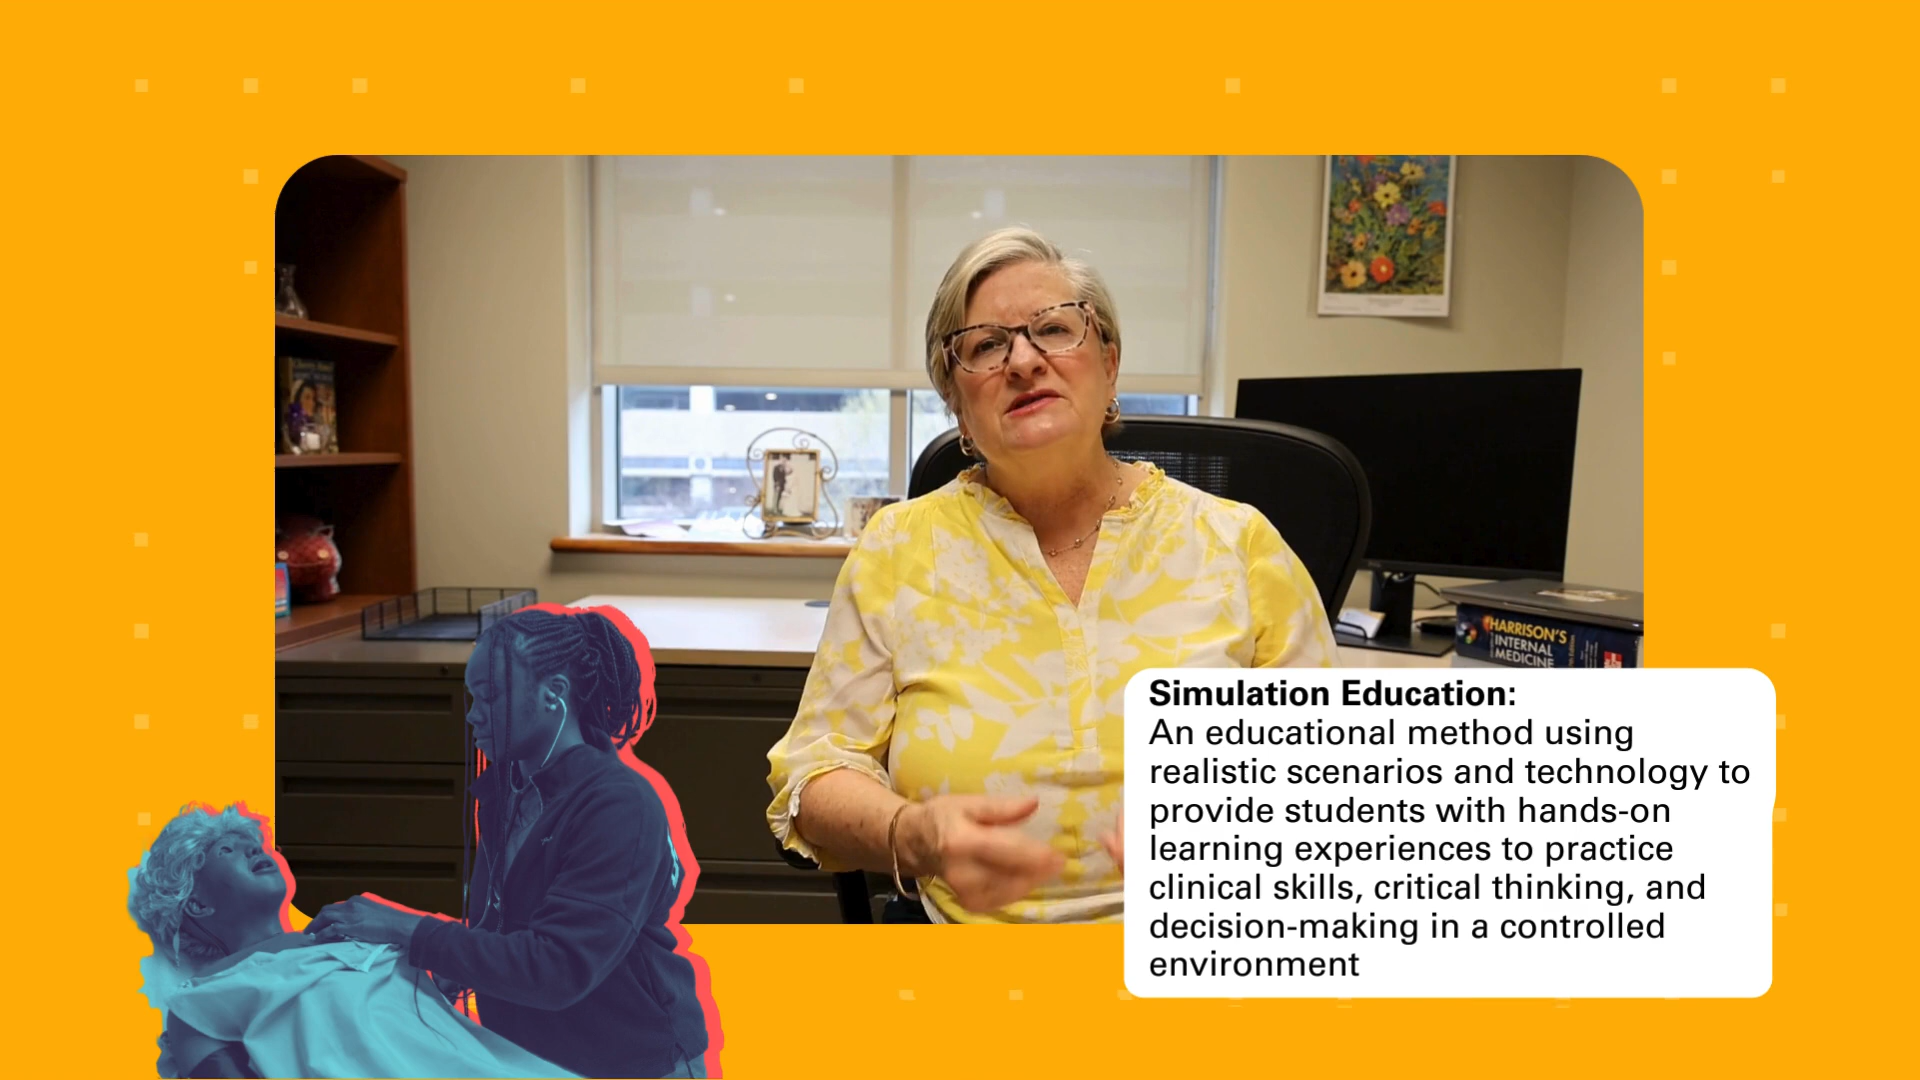 HARRISON'S
INTERNAL
MEDICINE
Simulation Education:
An educational method using
realistic scenarios and technology to
provide students with hands-on
learning experiences to practice
clinical skills, critical thinking, and
decision-making in a controlled
environment